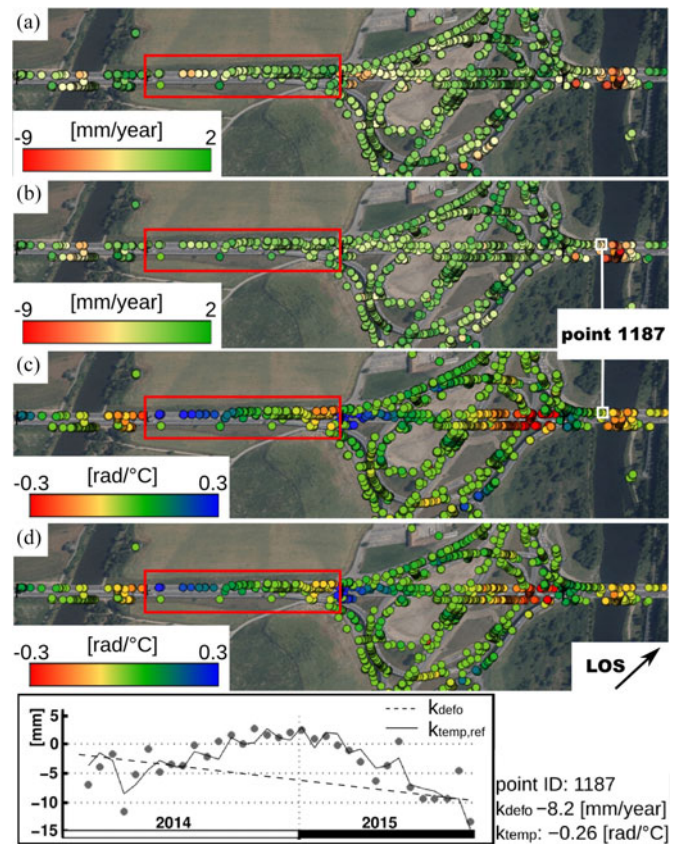 (a)
[mm/year]
-9 2
(b)
[mm/year]
-9 2
point 1187
(c)
[rad/°C]
-0.3 0.3
(d)
[rad/°C]
-0.3 0.3
LOS
[mm]
5
0
−5
−10
−15
kdefo
ktemp,ref
2014 2015
point ID: 1187
kdefo −8.2 [mm/year]
ktemp: −0.26 [rad/°C]